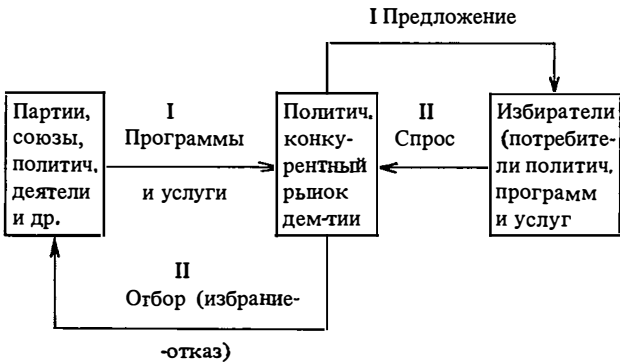 I Предложение
Партии,
союзы,
политич.
деятели
и др.
I
Программы
и услуги
Политич.
конку-
рентный
рынок
дем-тии
II
Спрос
Избиратели
(потребите-
ли политич.
программ
и услуг
II
Отбор (избрание-
-отказ)